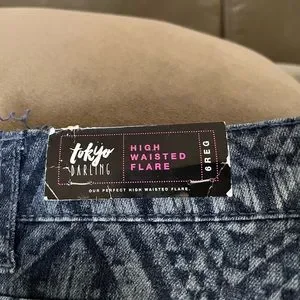 tokyo
DARLING
HIGH
WAISTED
FLARE
6REG
OUR PERFECT HIGH WAISTED FLARE.